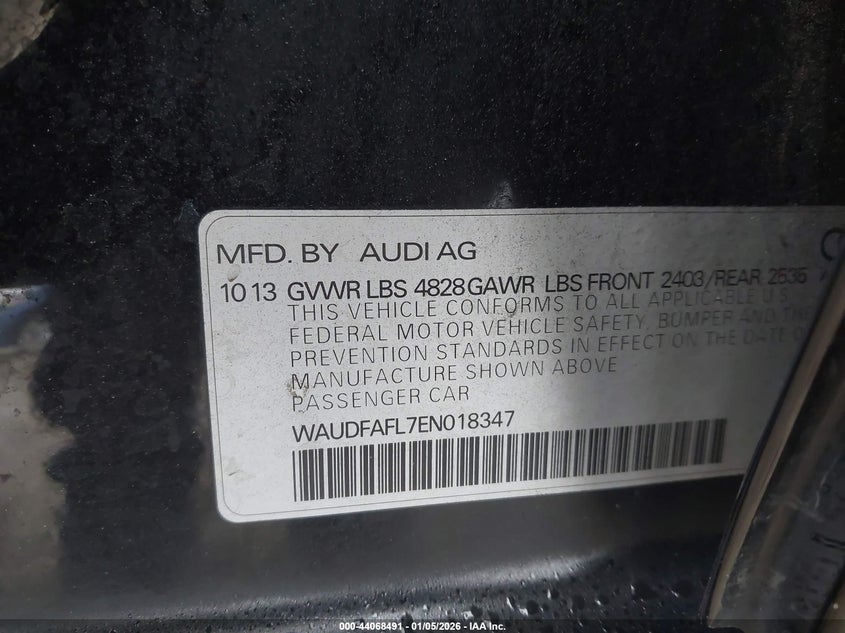 MFD. BY AUDI AG
10 13 GVWR LBS 4828 GAWR LBS FRONT 2403/REAR 2535
THIS VEHICLE CONFORMS TO ALL APPLICABLE U.S.
FEDERAL MOTOR VEHICLE SAFETY, BUMPER AND THE
PREVENTION STANDARDS IN EFFECT ON THE DATE O
MANUFACTURE SHOWN ABOVE
PASSENGER CAR
WAUDFAFL7EN018347
000-44068491 - 01/05/2026 - IAA Inc.